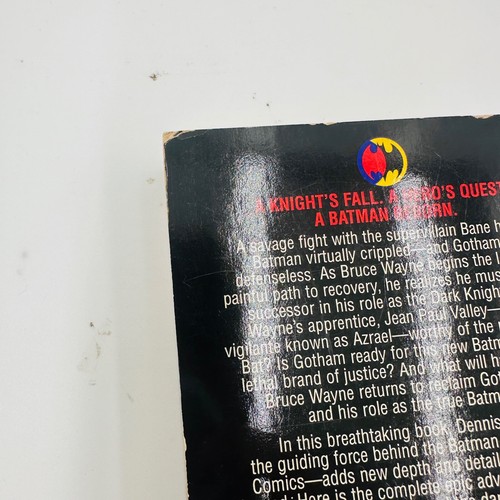 A KNIGHT'S FALL. A HERO'S QUEST
A BATMAN REBORN.
A savage fight with the supervillain Bane h
Batman virtually crippled—and Gotham
defenseless. As Bruce Wayne begins the l
painful path to recovery, he realizes he mus
successor in his role as the Dark Knigh
Wayne's apprentice, Jean Paul Valley—
vigilante known as Azrael—worthy of the
Bat? Is Gotham ready for this new Batm
lethal brand of justice? And what will h
Bruce Wayne returns to reclaim Go
and his role as the true Batm
In this breathtaking book, Dennis
the guiding force behind the Batman
Comics—adds new depth and detail
Here is the complete epic adv